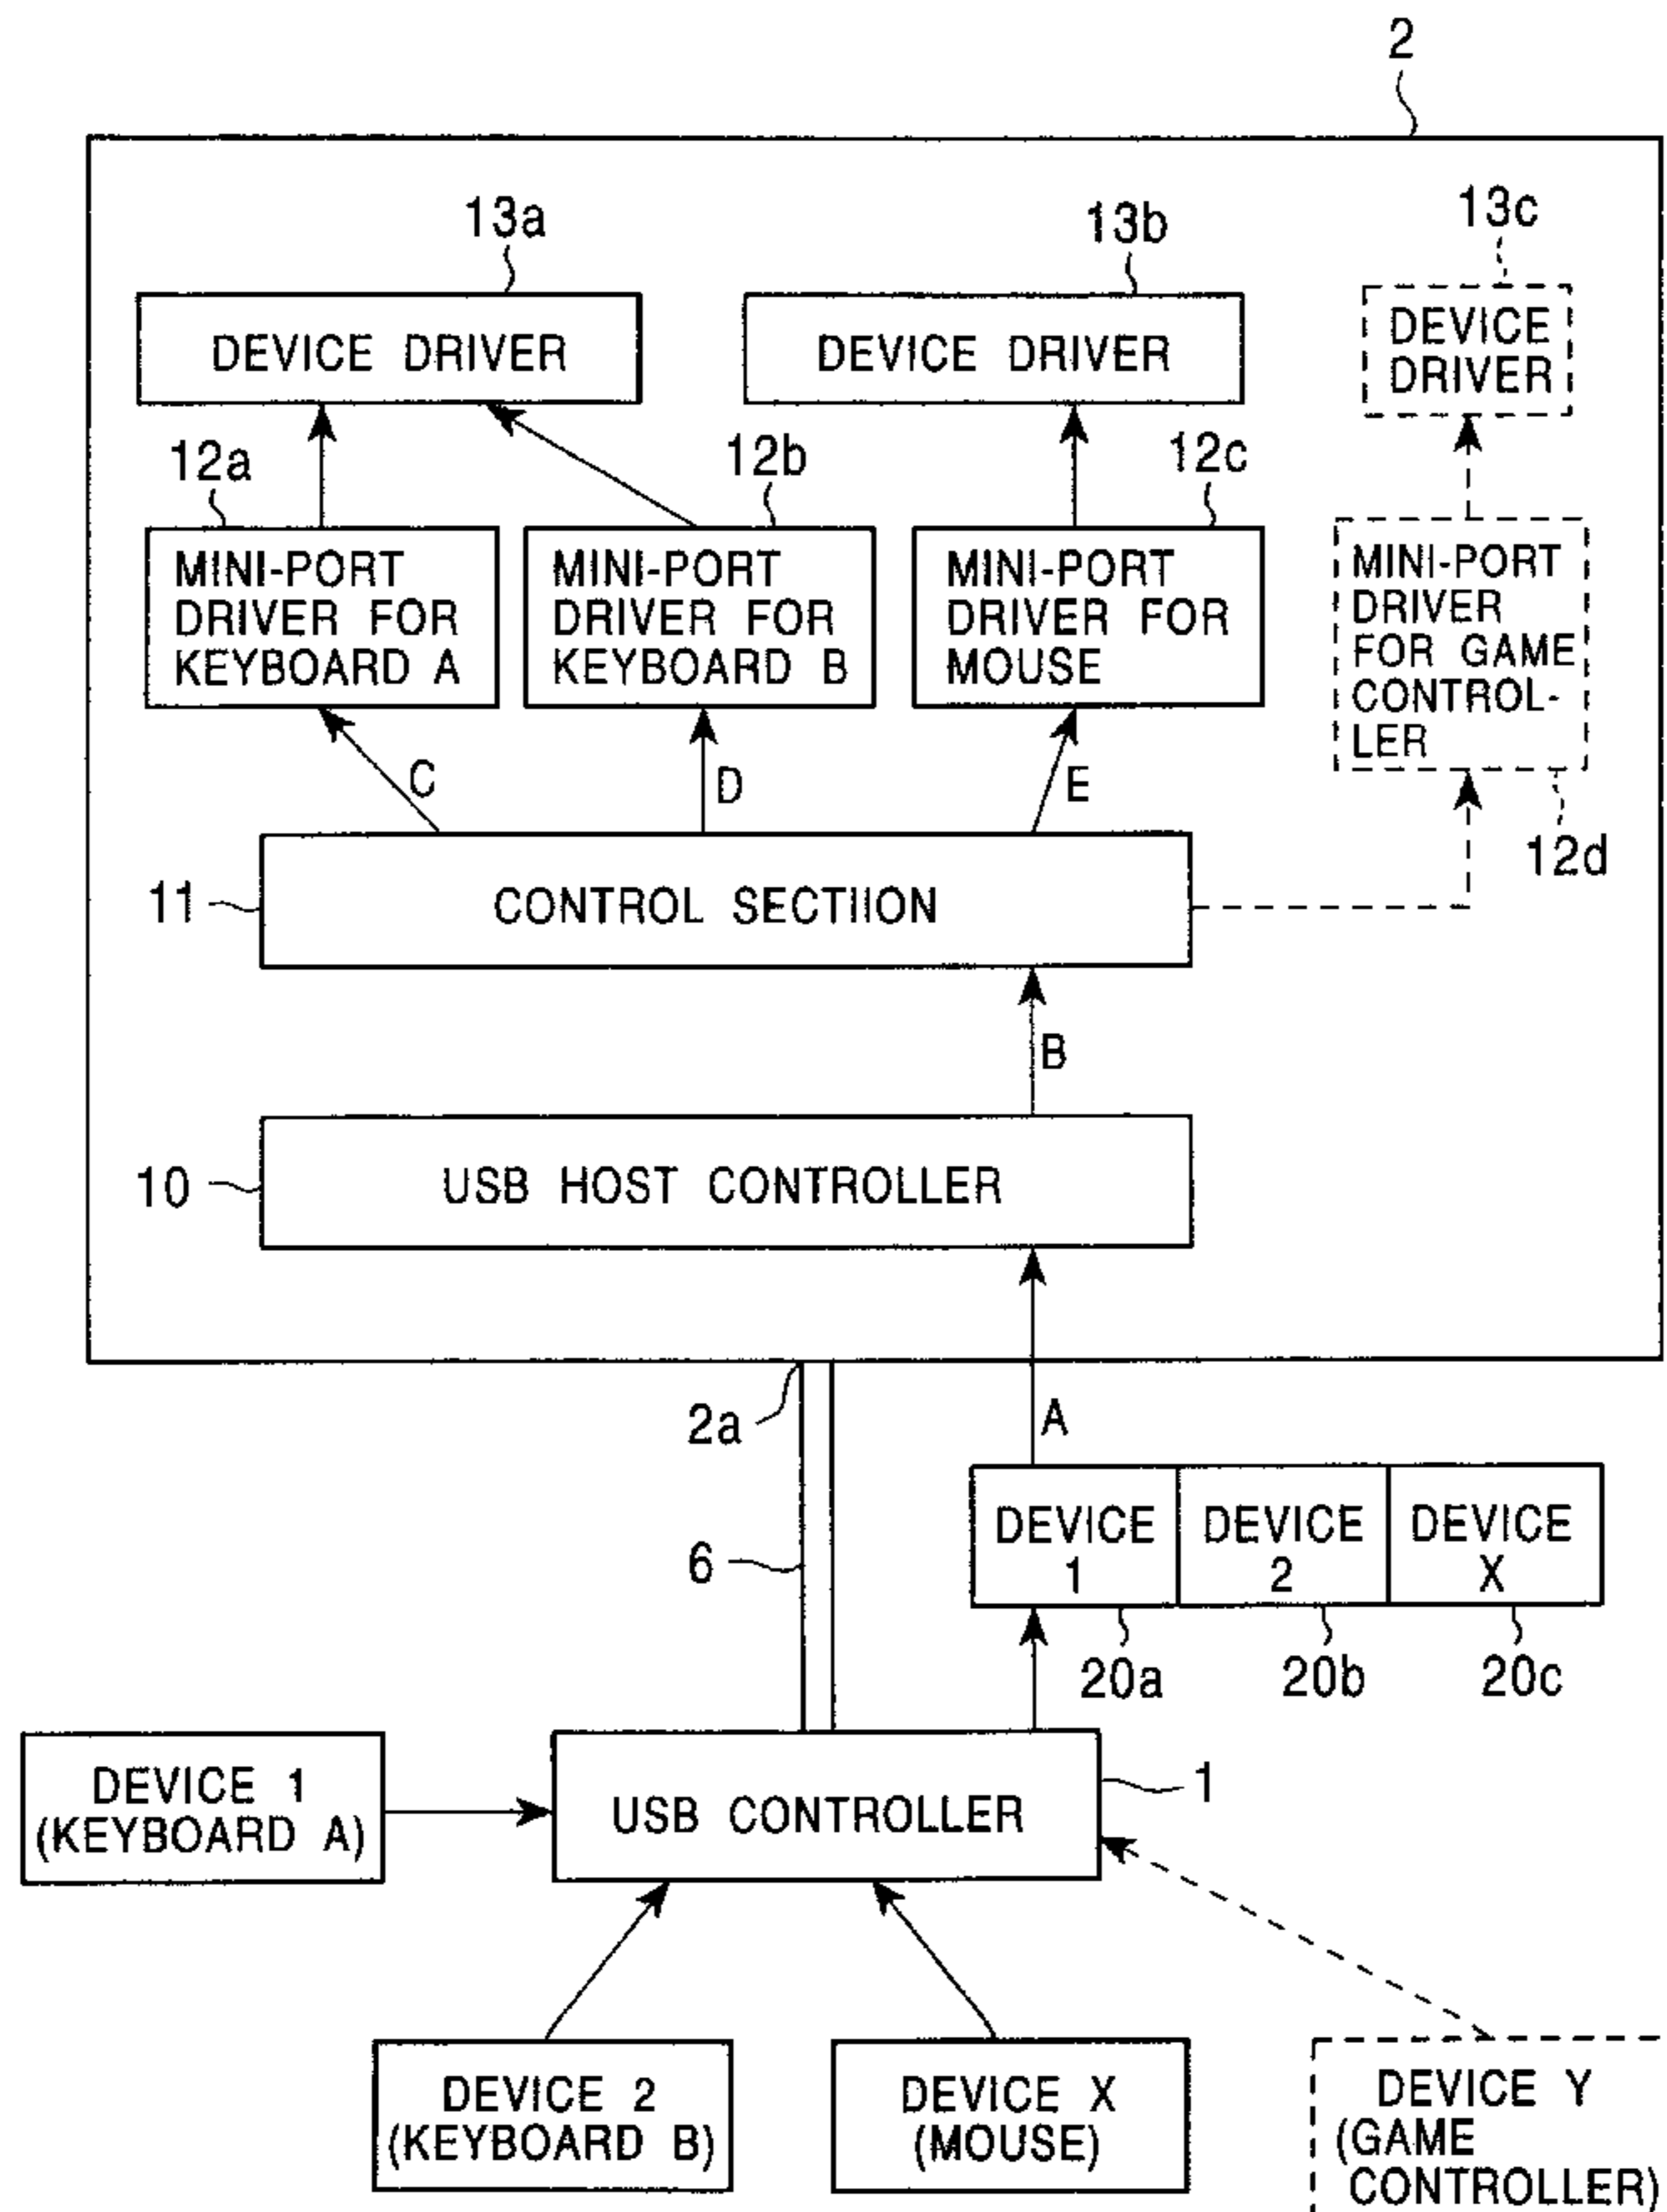 2
13a
13b
13c
DEVICE DRIVER
DEVICE DRIVER
DEVICE
DRIVER
12a
12b
12c
MINI-PORT
DRIVER FOR
KEYBOARD A
MINI-PORT
DRIVER FOR
KEYBOARD B
MINI-PORT
DRIVER FOR
MOUSE
MINI-PORT
DRIVER
FOR GAME
CONTROL-
LER
C
D
E
12d
11
CONTROL SECTIION
B
10
USB HOST CONTROLLER
2a
A
6
DEVICE
1
DEVICE
2
DEVICE
X
20a
20b
20c
DEVICE 1
(KEYBOARD A)
USB CONTROLLER
1
DEVICE 2
(KEYBOARD B)
DEVICE X
(MOUSE)
DEVICE Y
(GAME
CONTROLLER)